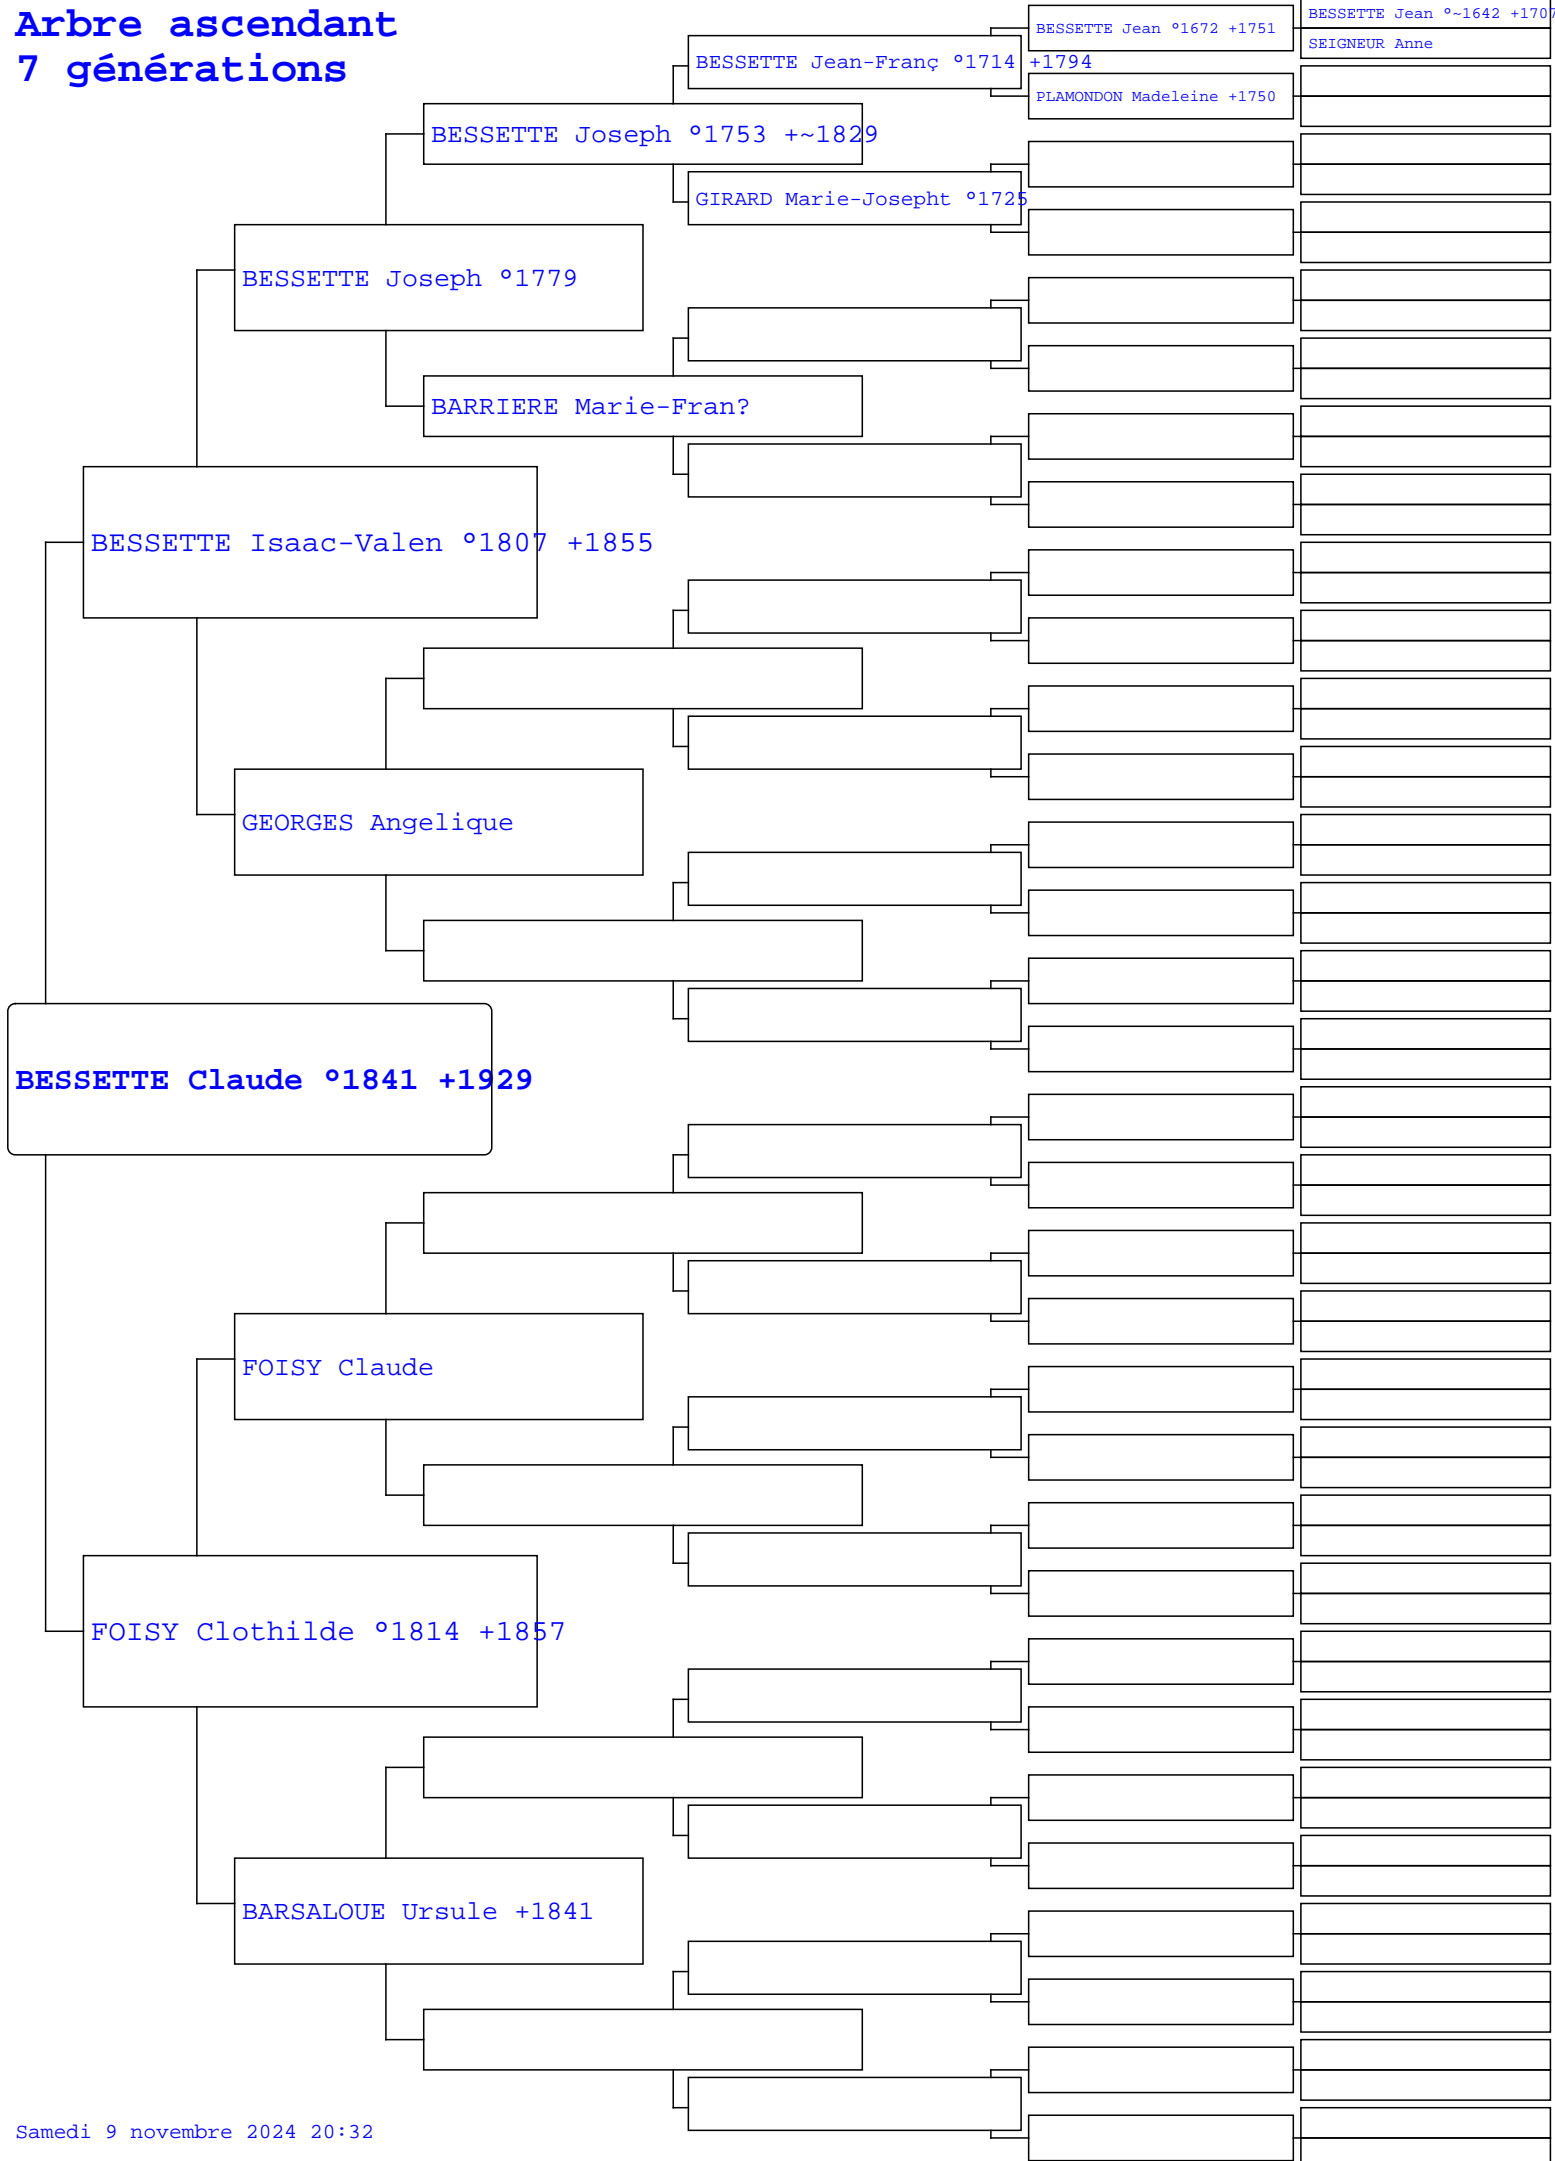 Arbre ascendant
7 générations
BESSETTE Jean °~1642 +1707
BESSETTE Jean °1672 +1751
SEIGNEUR Anne
BESSETTE Jean-Franç °1714 +1794
PLAMONDON Madeleine +1750
BESSETTE Joseph °1753 +~1829
GIRARD Marie-Josepht °1725
BESSETTE Joseph °1779
BARRIERE Marie-Fran?
BESSETTE Isaac-Valen °1807 +1855
GEORGES Angelique
BESSETTE Claude °1841 +1929
FOISY Claude
FOISY Clothilde °1814 +1857
BARSALOUE Ursule +1841
Samedi 9 novembre 2024 20:32